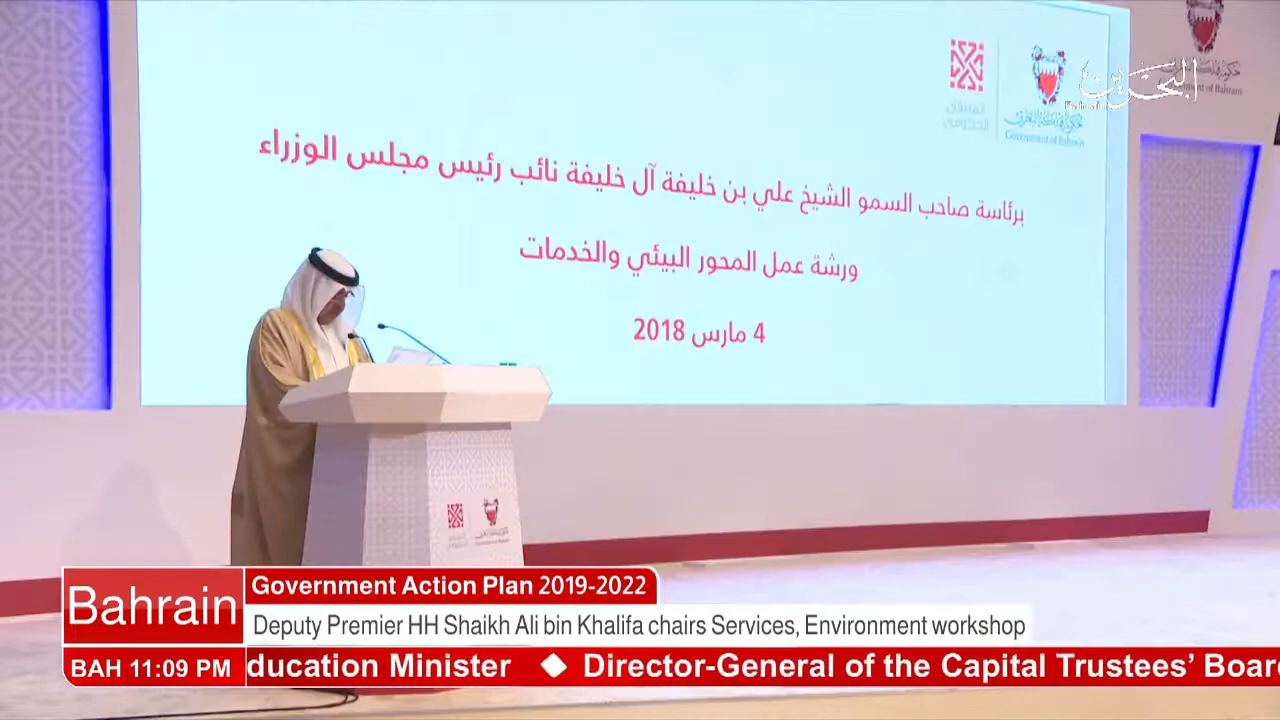 البحرين
الملتقى
الحكومي
Government of Bahrain
برئاسة صاحب السمو الشيخ علي بن خليفة آل خليفة نائب رئيس مجلس الوزراء
ورشة عمل المحور البيئي والخدمات
4 مارس 2018
Bahrain
Government Action Plan 2019-2022
Deputy Premier HH Shaikh Ali bin Khalifa chairs Services, Environment workshop
BAH 11:09 PM
ducation Minister ◆ Director-General of the Capital Trustees’ Boar